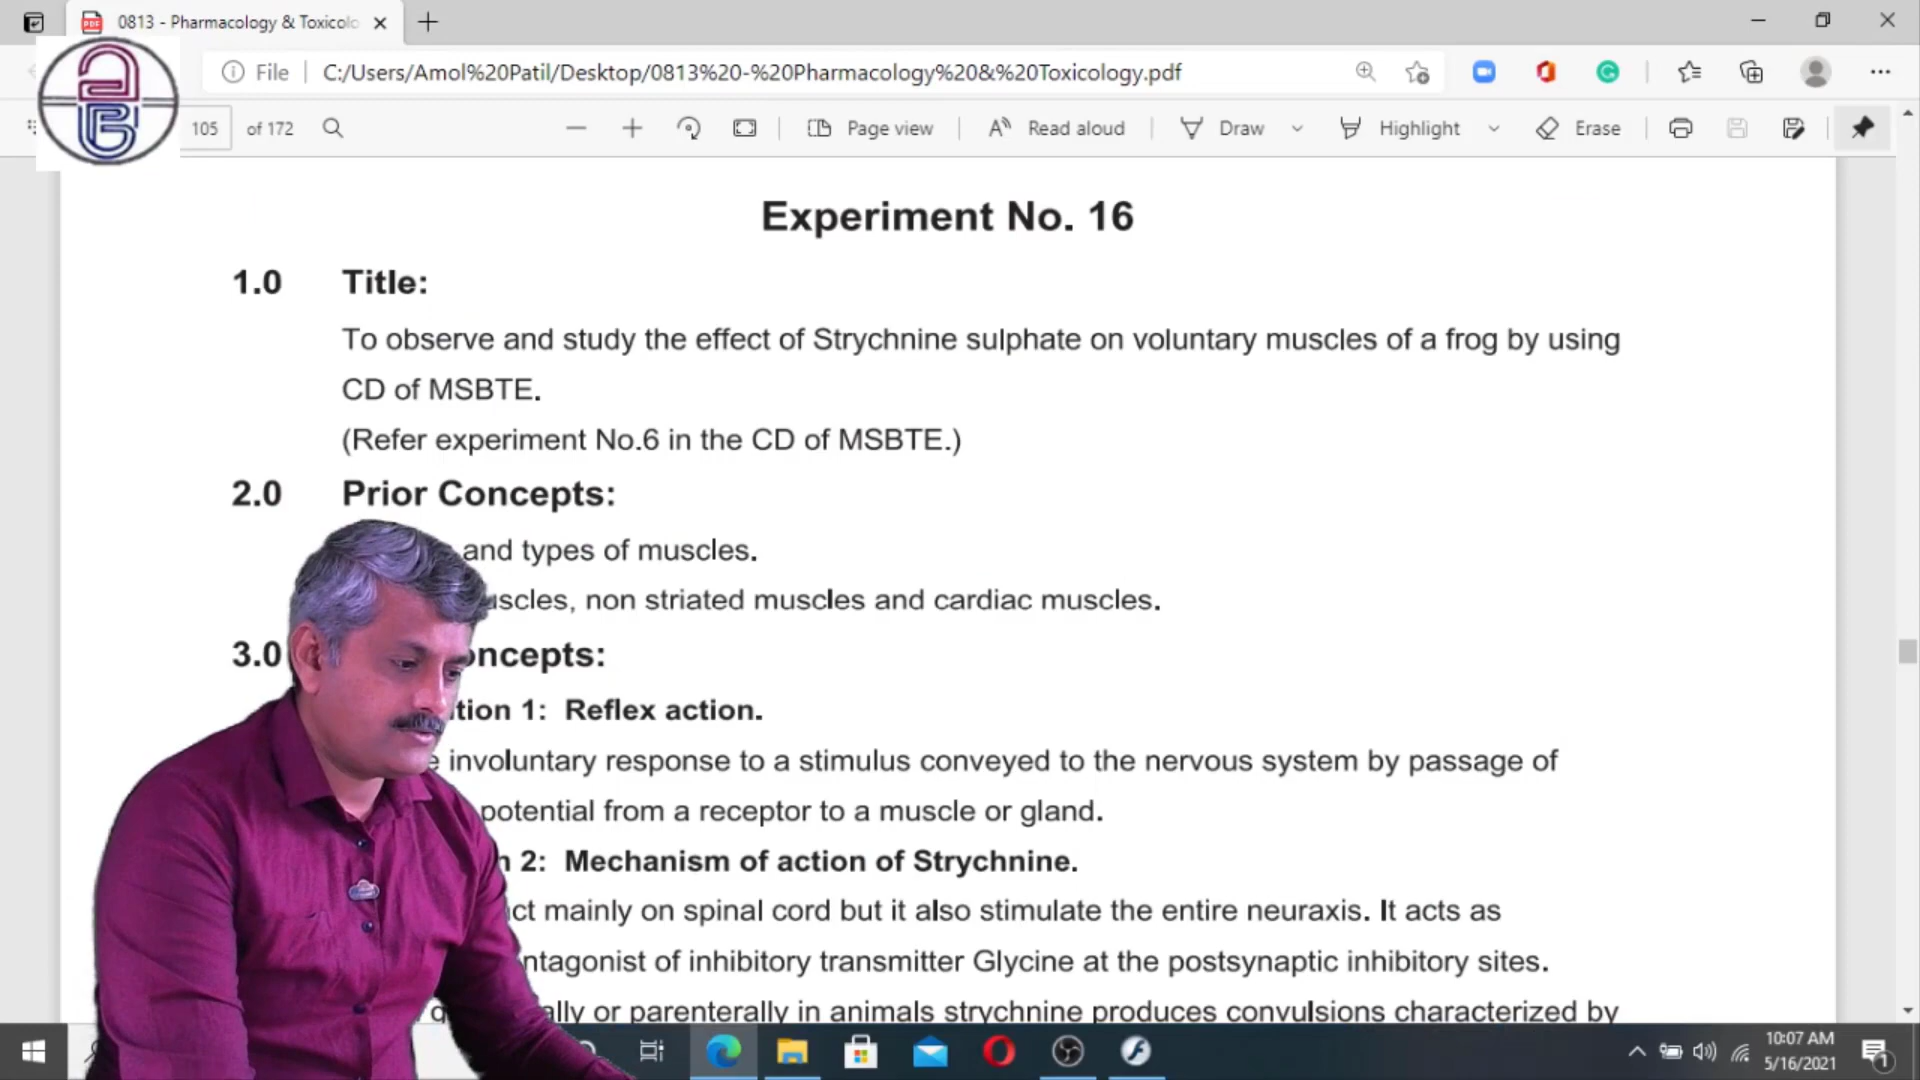 0813 - Pharmacology & Toxicolo
File
C:/Users/Amol%20Patil/Desktop/0813%20-%20Pharmacology%20&%20Toxicology.pdf
105 of 172
Page view
Read aloud
Draw
Highlight
Erase
Experiment No. 16
1.0 Title:
To observe and study the effect of Strychnine sulphate on voluntary muscles of a frog by using
CD of MSBTE.
(Refer experiment No.6 in the CD of MSBTE.)
2.0 Prior Concepts:
and types of muscles.
non striated muscles and cardiac muscles.
3.0
Reflex action.
involuntary response to a stimulus conveyed to the nervous system by passage of
potential from a receptor to a muscle or gland.
2: Mechanism of action of Strychnine.
mainly on spinal cord but it also stimulate the entire neuraxis. It acts as
of inhibitory transmitter Glycine at the postsynaptic inhibitory sites.
or parenterally in animals strychnine produces convulsions characterized by
10:07 AM
5/16/2021
1